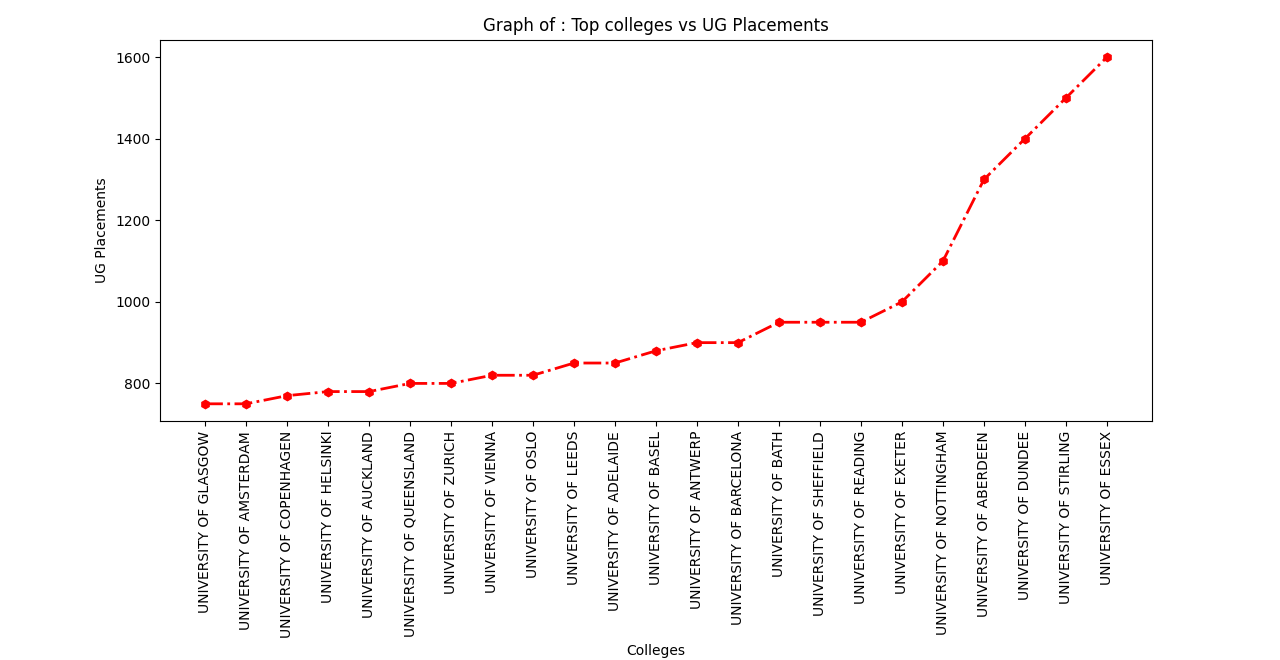 Graph of : Top colleges vs UG Placements
UG Placements
1600
1400
1200
1000
800
UNIVERSITY OF GLASGOW
UNIVERSITY OF AMSTERDAM
UNIVERSITY OF COPENHAGEN
UNIVERSITY OF HELSINKI
UNIVERSITY OF AUCKLAND
UNIVERSITY OF QUEENSLAND
UNIVERSITY OF ZURICH
UNIVERSITY OF VIENNA
UNIVERSITY OF OSLO
UNIVERSITY OF LEEDS
UNIVERSITY OF ADELAIDE
UNIVERSITY OF BASEL
UNIVERSITY OF ANTWERP
UNIVERSITY OF BARCELONA
UNIVERSITY OF BATH
UNIVERSITY OF SHEFFIELD
UNIVERSITY OF READING
UNIVERSITY OF EXETER
UNIVERSITY OF NOTTINGHAM
UNIVERSITY OF ABERDEEN
UNIVERSITY OF DUNDEE
UNIVERSITY OF STIRLING
UNIVERSITY OF ESSEX
Colleges